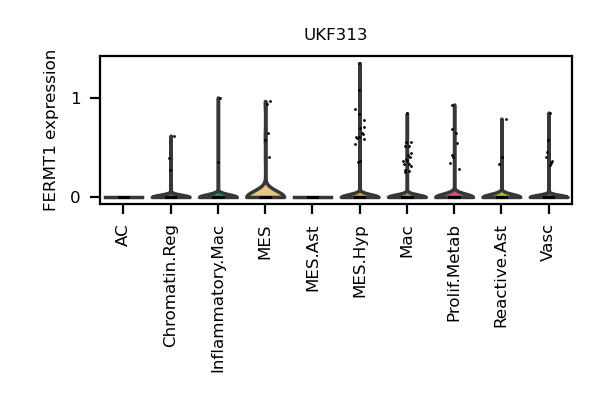 UKF313
FERMT1 expression
1
0
AC
Chromatin.Reg
Inflammatory.Mac
MES
MES.Ast
MES.Hyp
Mac
Prolif.Metab
Reactive.Ast
Vasc